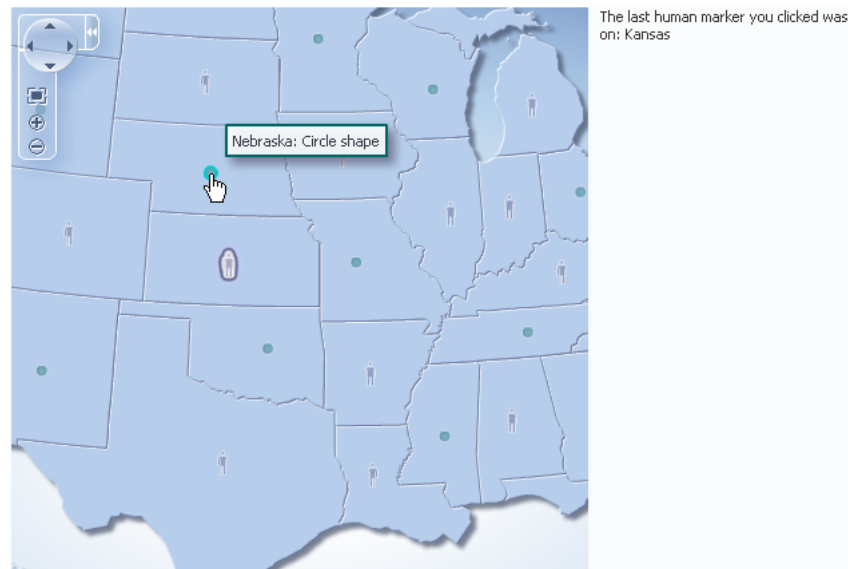 The last human marker you clicked was
on: Kansas
Nebraska: Circle shape